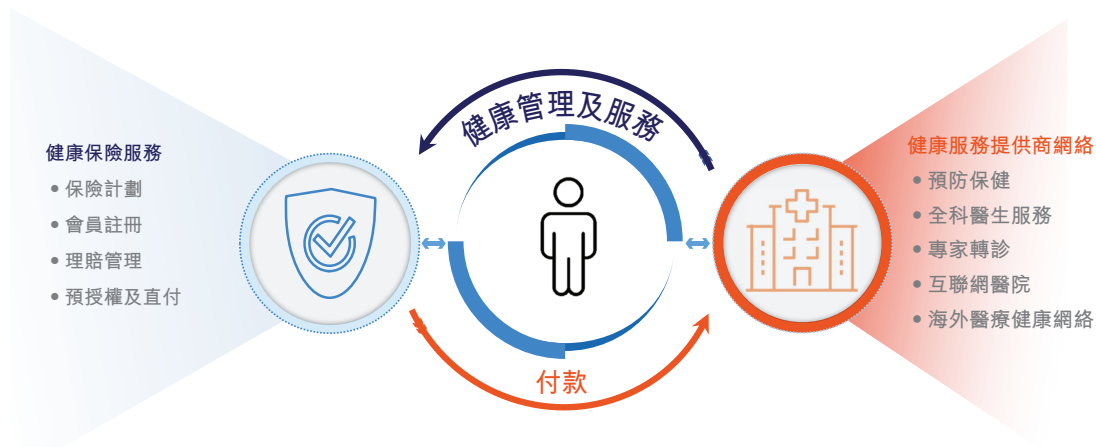 健康管理及服務
健康保險服務
• 保險計劃
• 會員註冊
• 理賠管理
• 預授權及直付
健康服務提供商網絡
• 預防保健
• 全科醫生服務
• 專家轉診
• 互聯網醫院
• 海外醫療健康網絡
付款